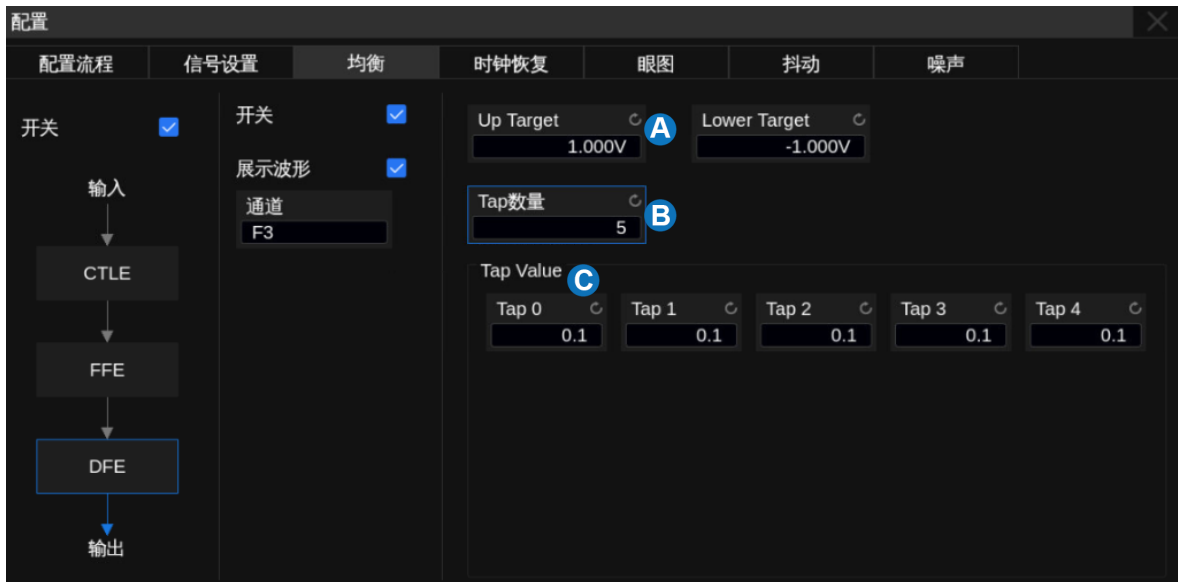 配置
配置流程 信号设置 均衡 时钟恢复 眼图 抖动 噪声
开关
输入
CTLE
FFE
DFE
输出
开关
展示波形
通道
F3
Up Target A Lower Target
1.000V -1.000V
Tap数量 B
5
Tap Value C
Tap 0 Tap 1 Tap 2 Tap 3 Tap 4
0.1 0.1 0.1 0.1 0.1